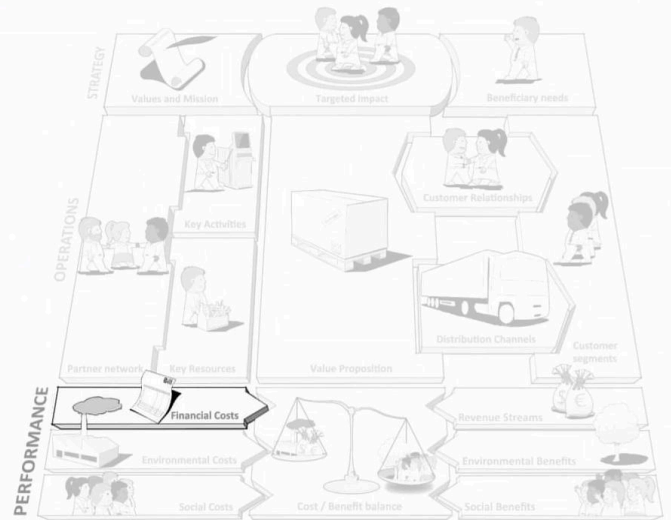 STRATEGY
Values and Mission
Targeted impact
Beneficiary needs
OPERATIONS
Customer Relationships
Key Activities
Distribution Channels
Customer
segments
Partner network
Key Resources
Value Proposition
PERFORMANCE
Financial Costs
Revenue Streams
$ €
Environmental Costs
Environmental Benefits
Social Costs
Cost / Benefit balance
Social Benefits